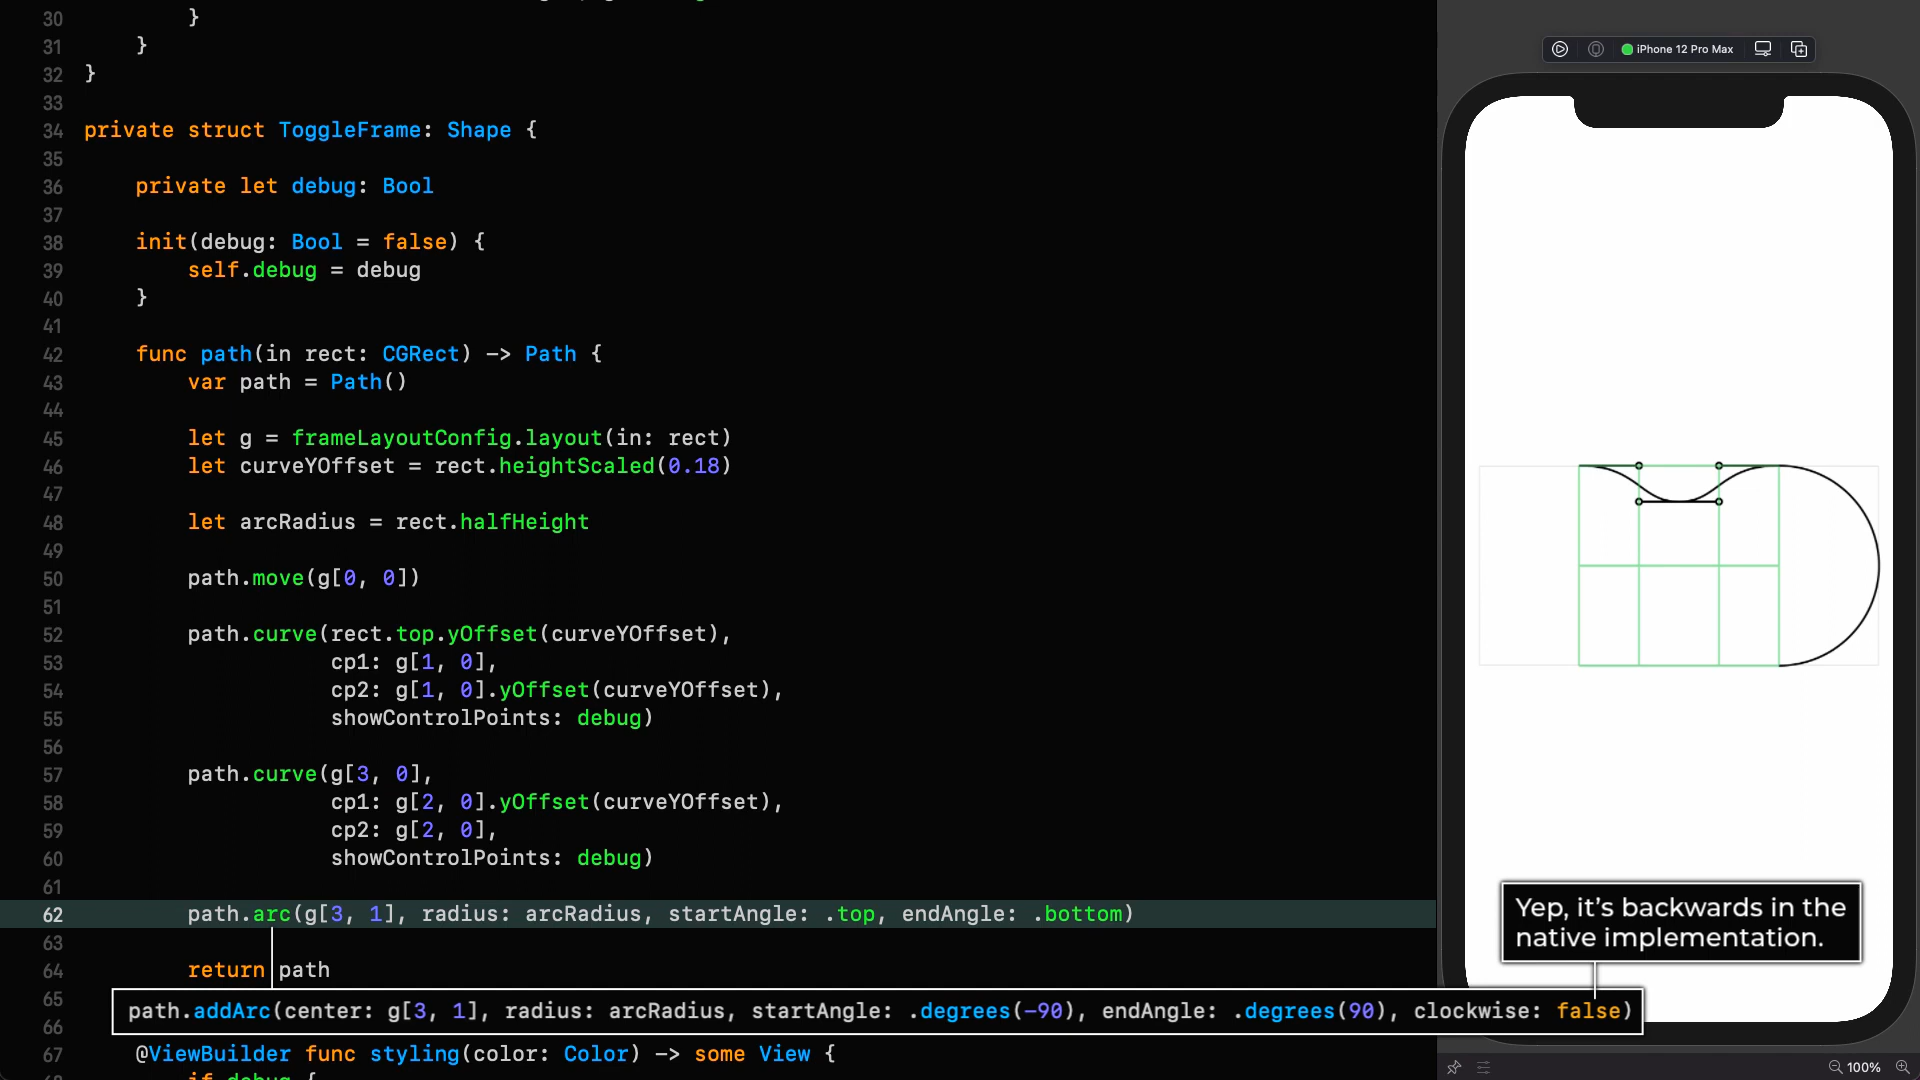 30 }
31 }
32 }
33
34 private struct ToggleFrame: Shape {
35
36 private let debug: Bool
37
38 init(debug: Bool = false) {
39 self.debug = debug
40 }
41
42 func path(in rect: CGRect) -> Path {
43 var path = Path()
44
45 let g = frameLayoutConfig.layout(in: rect)
46 let curveYOffset = rect.heightScaled(0.18)
47
48 let arcRadius = rect.halfHeight
49
50 path.move(g[0, 0])
51
52 path.curve(rect.top.yOffset(curveYOffset),
53 cp1: g[1, 0],
54 cp2: g[1, 0].yOffset(curveYOffset),
55 showControlPoints: debug)
56
57 path.curve(g[3, 0],
58 cp1: g[2, 0].yOffset(curveYOffset),
59 cp2: g[2, 0],
60 showControlPoints: debug)
61
62 path.arc(g[3, 1], radius: arcRadius, startAngle: .top, endAngle: .bottom)
63
64 return path
65
path.addArc(center: g[3, 1], radius: arcRadius, startAngle: .degrees(-90), endAngle: .degrees(90), clockwise: false)
66
67 @ViewBuilder func styling(color: Color) -> some View {
if debug {
iPhone 12 Pro Max
Yep, it's backwards in the
native implementation.
100%